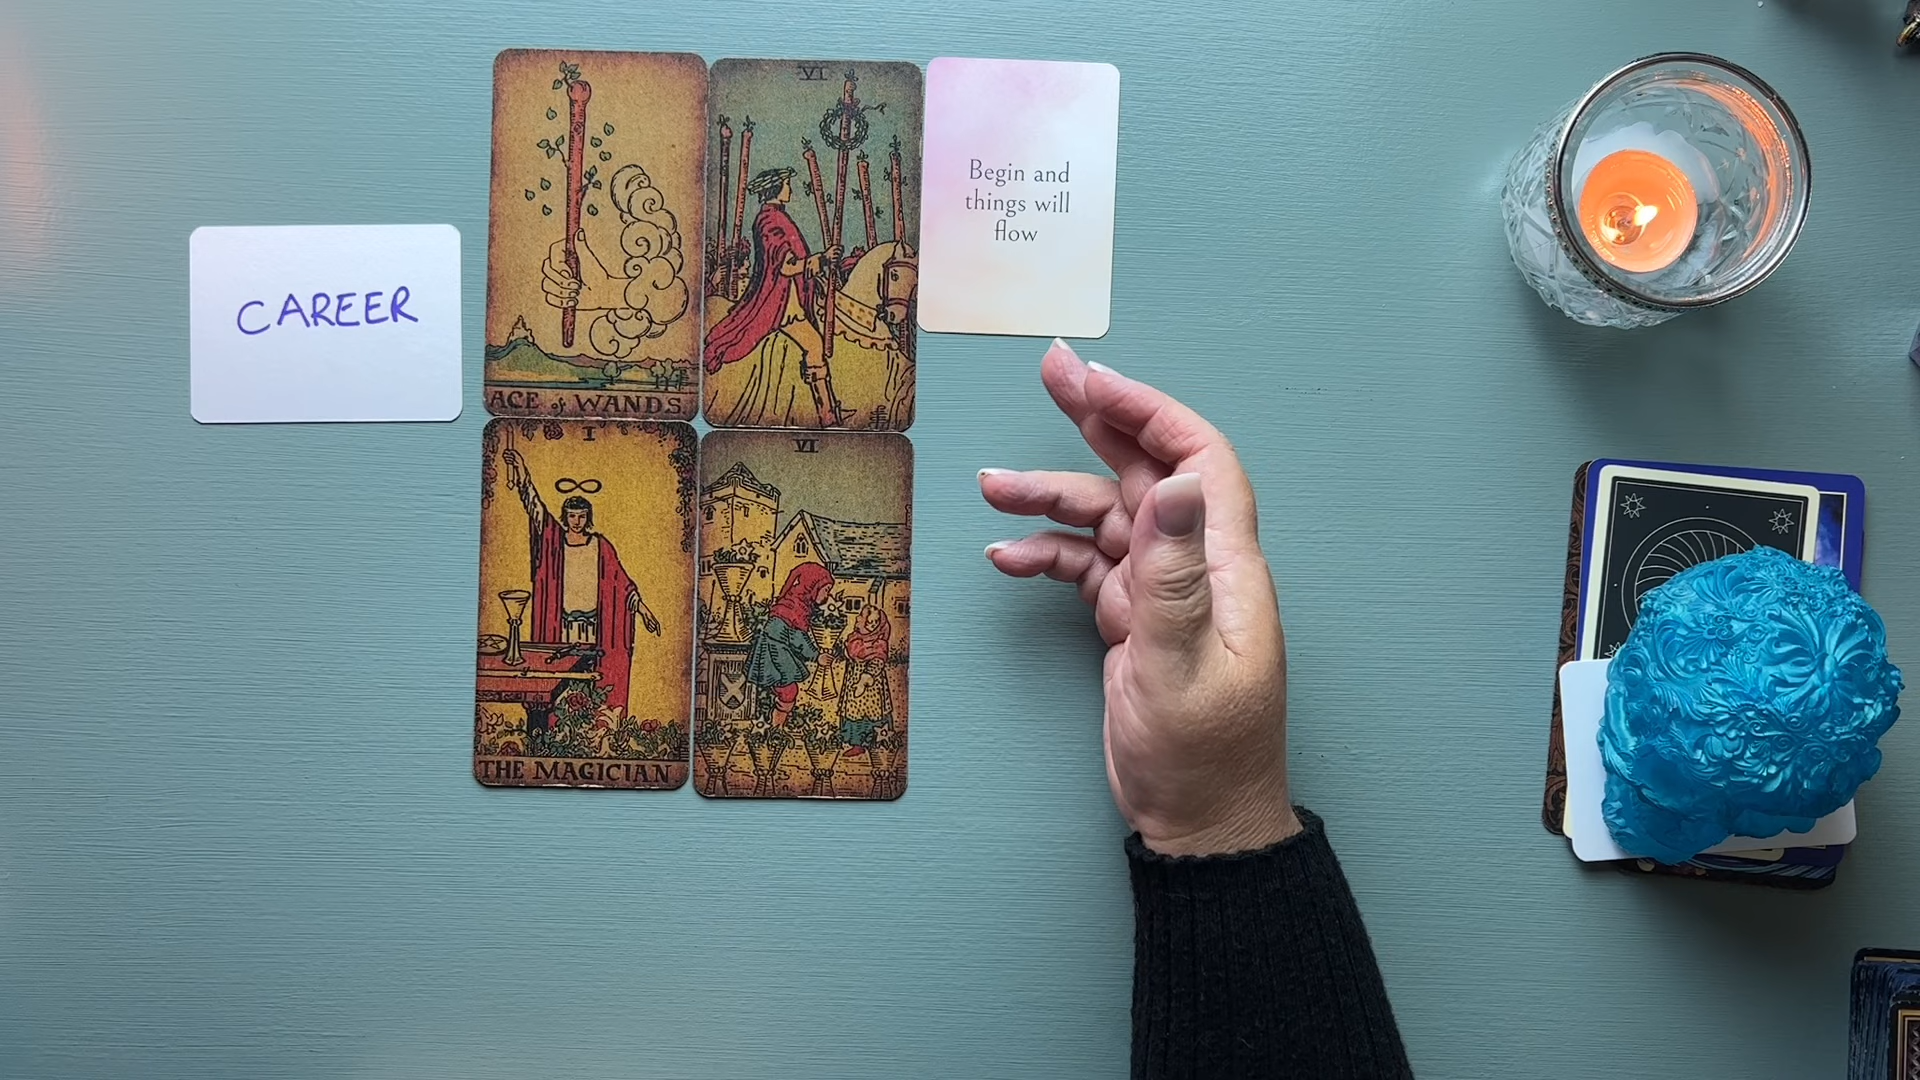 CAREER
ACE of WANDS
VI
Begin and
things will
flow
I
THE MAGICIAN
VI